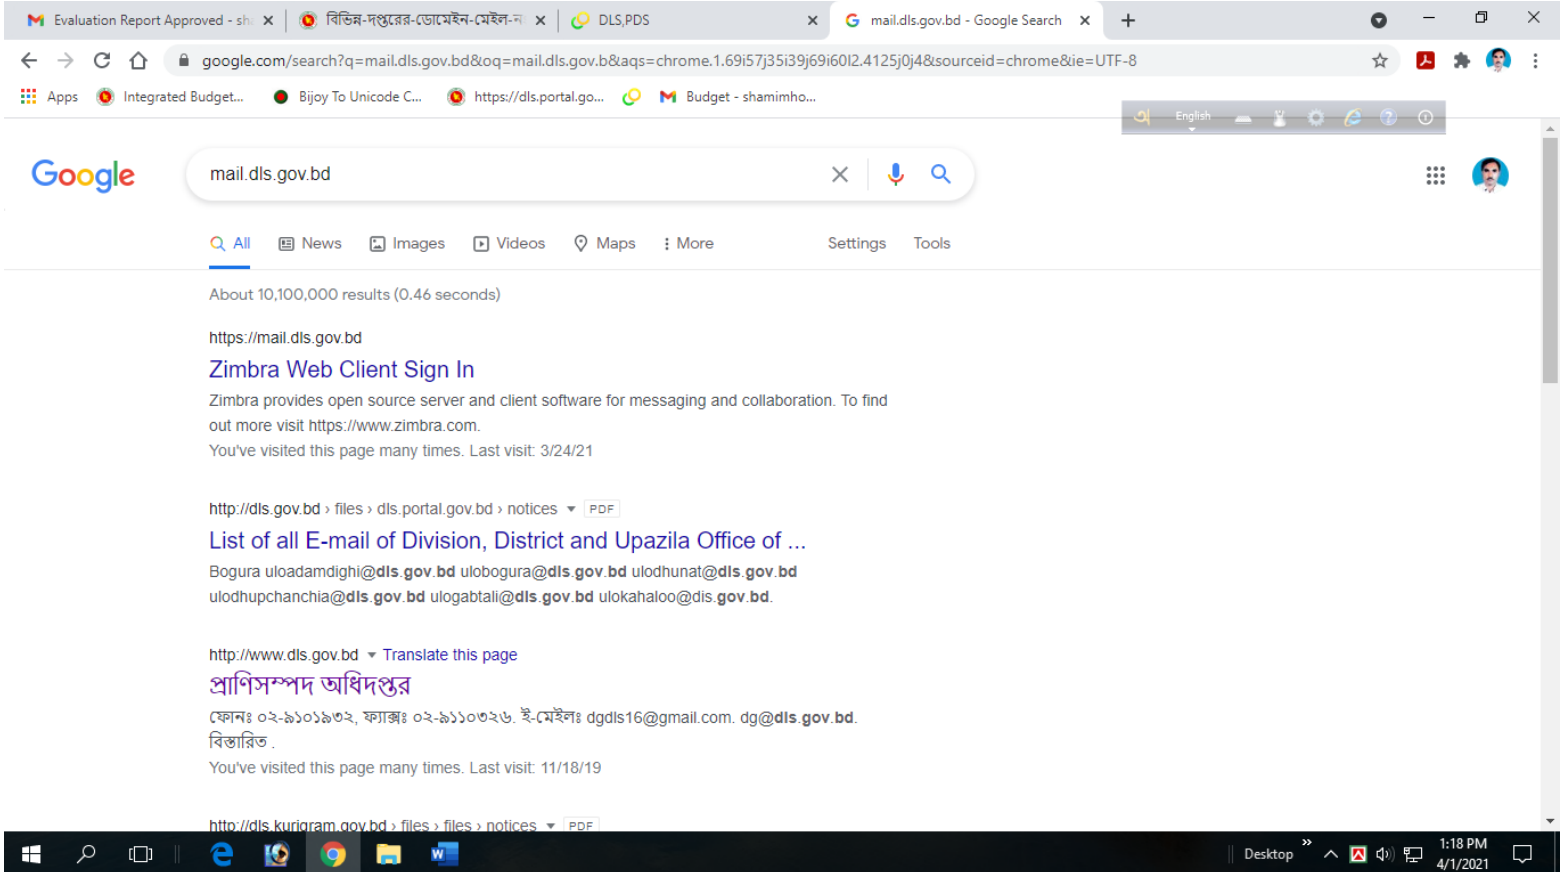 Evaluation Report Approved - sh
বিভিন্ন-দপ্তরের-ডোমেইন-মেইল-ন
DLS,PDS
mail.dls.gov.bd - Google Search
google.com/search?q=mail.dls.gov.bd&oq=mail.dls.gov.b&aqs=chrome.1.69i57j35i39j69i60l2.4125j0j4&sourceid=chrome&ie=UTF-8
Apps Integrated Budget... Bijoy To Unicode C... https://dls.portal.go... Budget - shamimho...
অ English
Google mail.dls.gov.bd
All News Images Videos Maps More Settings Tools
About 10,100,000 results (0.46 seconds)
https://mail.dls.gov.bd
Zimbra Web Client Sign In
Zimbra provides open source server and client software for messaging and collaboration. To find
out more visit https://www.zimbra.com.
You've visited this page many times. Last visit: 3/24/21
http://dls.gov.bd › files › dls.portal.gov.bd › notices PDF
List of all E-mail of Division, District and Upazila Office of ...
Bogura uloadamdighi@dls.gov.bd ulobogura@dls.gov.bd ulodhunat@dls.gov.bd
ulodhupchanchia@dls.gov.bd ulogabtali@dls.gov.bd ulokahaloo@dis.gov.bd.
http://www.dls.gov.bd Translate this page
প্রাণিসম্পদ অধিদপ্তর
ফোনঃ ০২-৯১০১৯৩২, ফ্যাক্সঃ ০২-৯১১০৩২৬. ই-মেইলঃ dgdls16@gmail.com. dg@dls.gov.bd.
বিস্তারিত .
You've visited this page many times. Last visit: 11/18/19
http://dls.kurigram.gov.bd › files › files › notices PDF
Desktop
1:18 PM
4/1/2021